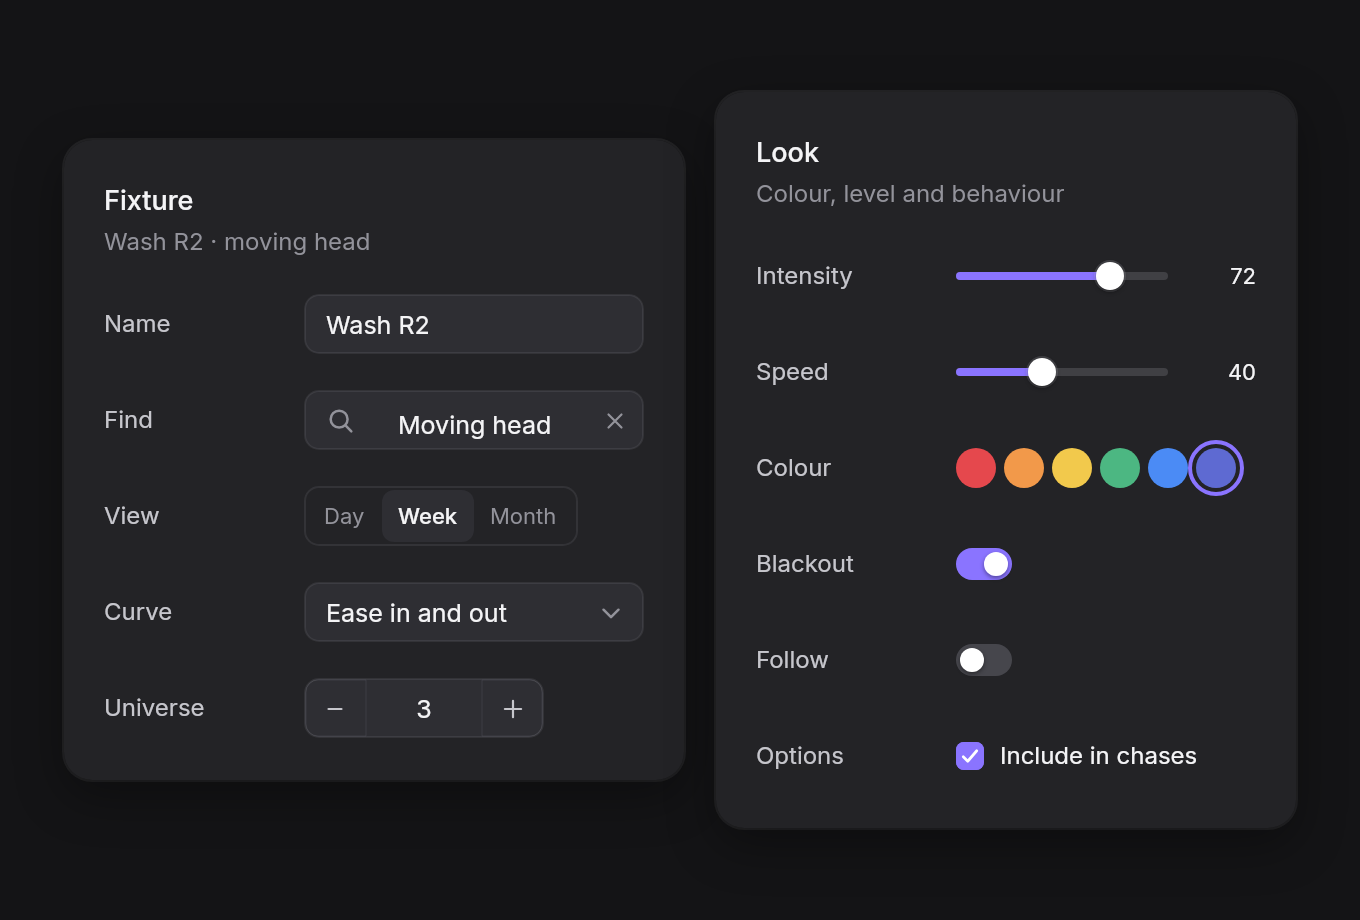 Fixture
Wash R2 · moving head
Name
Wash R2
Find
Moving head
View
Day Week Month
Curve
Ease in and out
Universe
3
Look
Colour, level and behaviour
Intensity
72
Speed
40
Colour
Blackout
Follow
Options
Include in chases